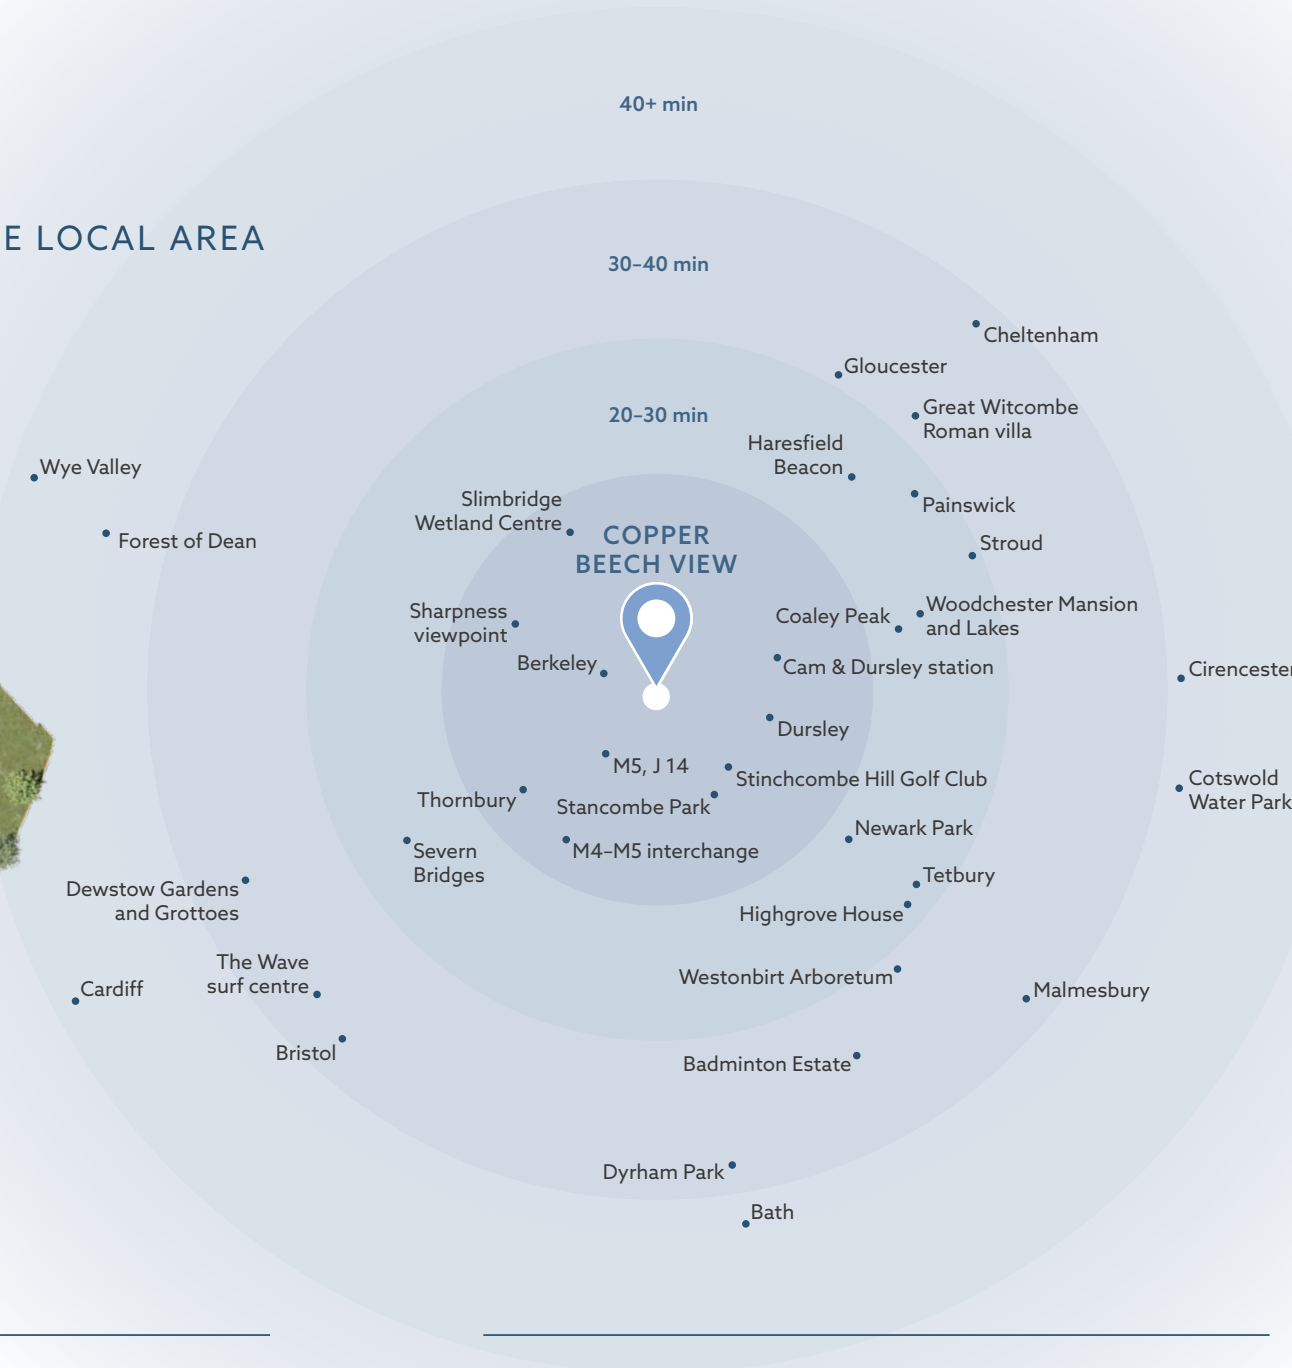 40+ min
E LOCAL AREA
30–40 min
Cheltenham
Gloucester
Great Witcombe
Roman villa
20–30 min
Haresfield
Beacon
Wye Valley
Slimbridge
Wetland Centre
Painswick
Forest of Dean
COPPER
BEECH VIEW
Stroud
Sharpness
viewpoint
Coaley Peak
Woodchester Mansion
and Lakes
Berkeley
Cam & Dursley station
Cirencester
Dursley
M5, J 14
Stinchcombe Hill Golf Club
Cotswold
Water Park
Thornbury
Stancombe Park
Newark Park
Severn
Bridges
M4–M5 interchange
Tetbury
Dewstow Gardens
and Grottoes
Highgrove House
The Wave
surf centre
Westonbirt Arboretum
Cardiff
Malmesbury
Bristol
Badminton Estate
Dyrham Park
Bath